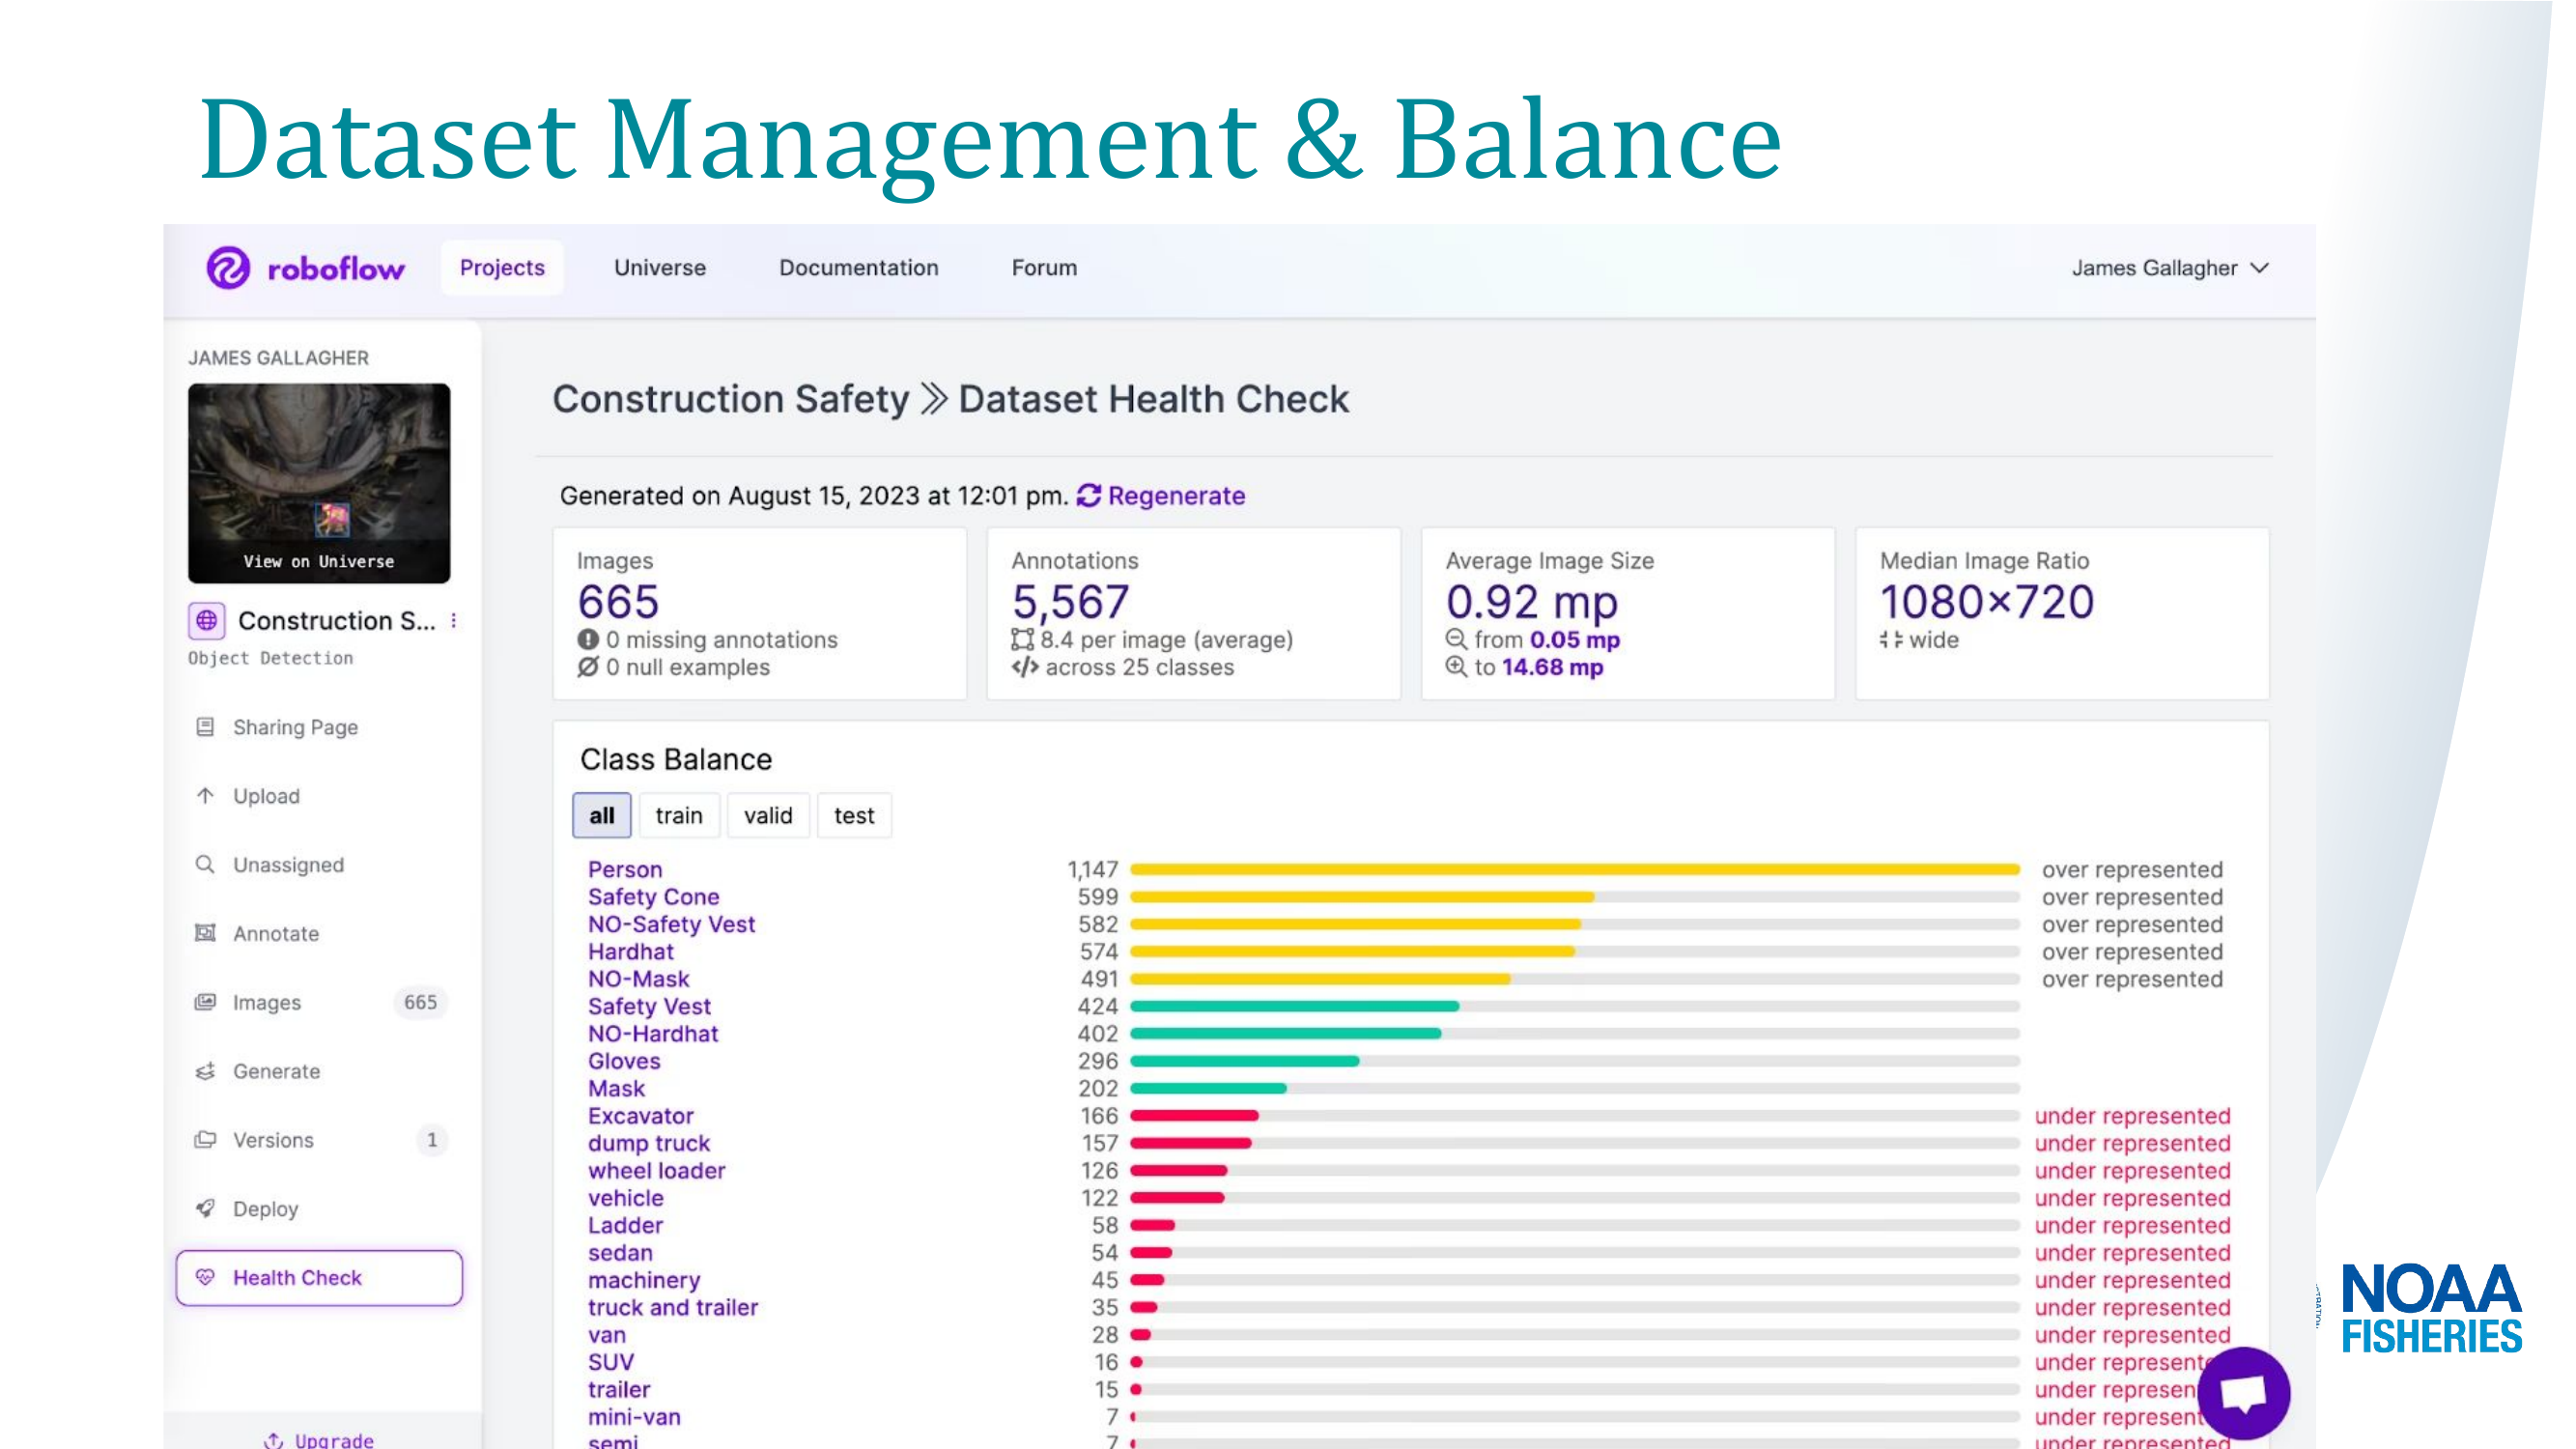 Dataset Management & Balance
roboflow Projects Universe Documentation Forum James Gallagher
JAMES GALLAGHER
View on Universe
Construction S...
Object Detection
Sharing Page
Upload
Unassigned
Annotate
Images 665
Generate
Versions 1
Deploy
Health Check
Upgrade
Construction Safety Dataset Health Check
Generated on August 15, 2023 at 12:01 pm. Regenerate
Images
665
0 missing annotations
0 null examples
Annotations
5,567
8.4 per image (average)
</> across 25 classes
Average Image Size
0.92 mp
from 0.05 mp
to 14.68 mp
Median Image Ratio
1080×720
wide
Class Balance
all train valid test
Person 1,147 over represented
Safety Cone 599 over represented
NO-Safety Vest 582 over represented
Hardhat 574 over represented
NO-Mask 491 over represented
Safety Vest 424
NO-Hardhat 402
Gloves 296
Mask 202
Excavator 166 under represented
dump truck 157 under represented
wheel loader 126 under represented
vehicle 122 under represented
Ladder 58 under represented
sedan 54 under represented
machinery 45 under represented
truck and trailer 35 under represented
van 28 under represented
SUV 16 under represent
trailer 15 under represen
mini-van 7 under represent
semi 7 under represented
NOAA
FISHERIES